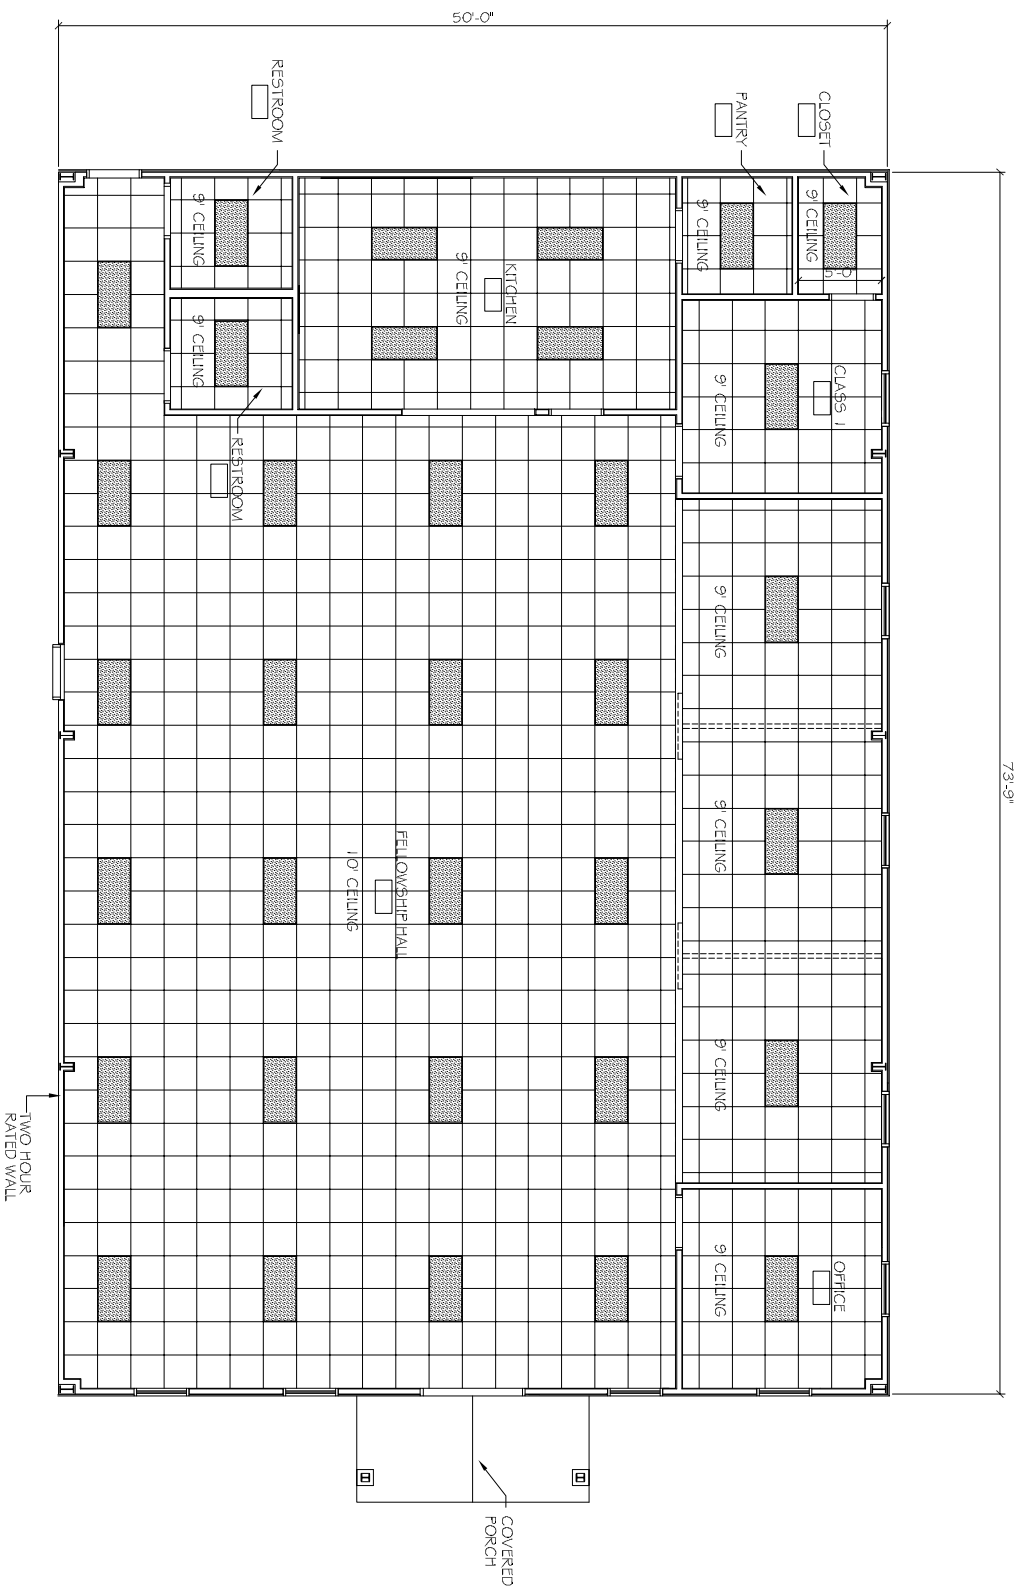 50'-0"
73'-9"
RESTROOM
PANTRY
CLOSET
9' CEILING
9' CEILING
9' CEILING
5'-0
KITCHEN
9' CEILING
9' CEILING
RESTROOM
CLASS 1
9' CEILING
9' CEILING
9' CEILING
FELLOWSHIP HALL
10' CEILING
9' CEILING
OFFICE
9' CEILING
TWO HOUR
RATED WALL
COVERED
PORCH